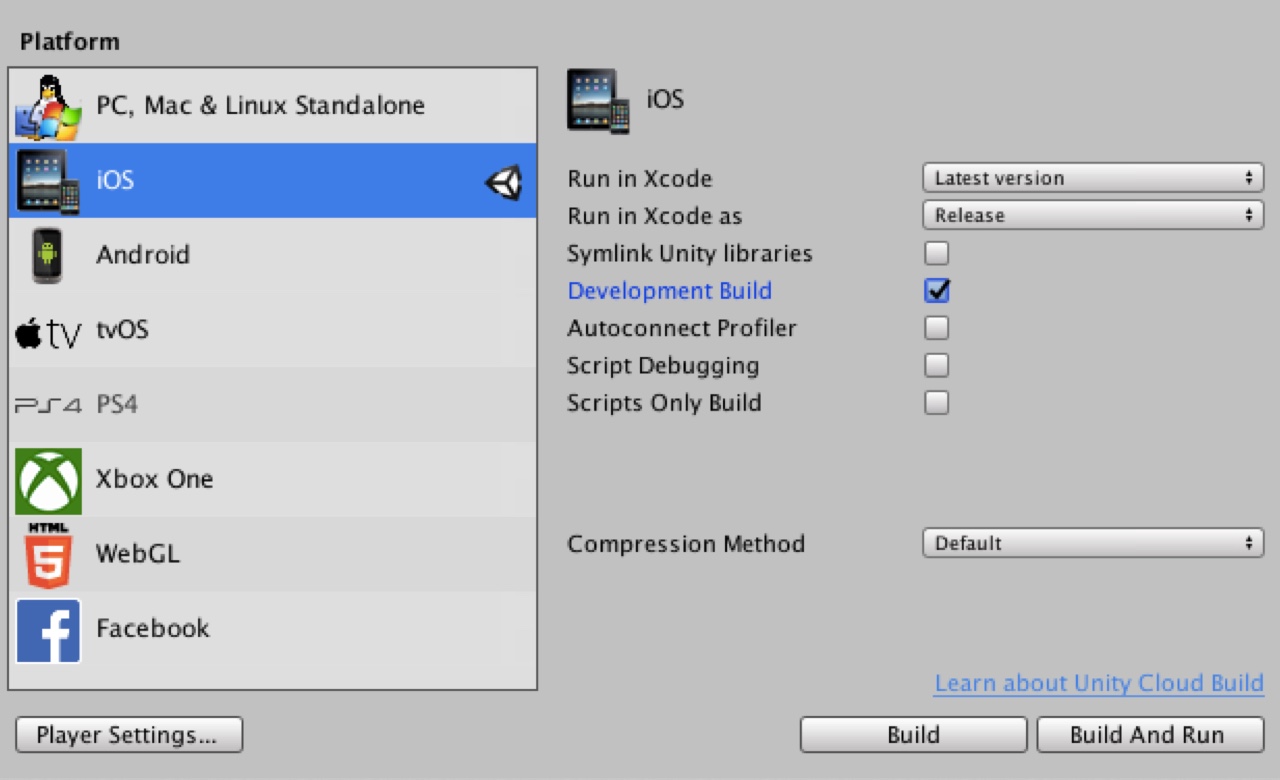 Platform
PC, Mac & Linux Standalone
iOS
Android
tv tvOS
PS4 PS4
Xbox One
HTML
5 WebGL
f Facebook
Player Settings...
iOS
Run in Xcode Latest version
Run in Xcode as Release
Symlink Unity libraries
Development Build
Autoconnect Profiler
Script Debugging
Scripts Only Build
Compression Method Default
Learn about Unity Cloud Build
Build Build And Run